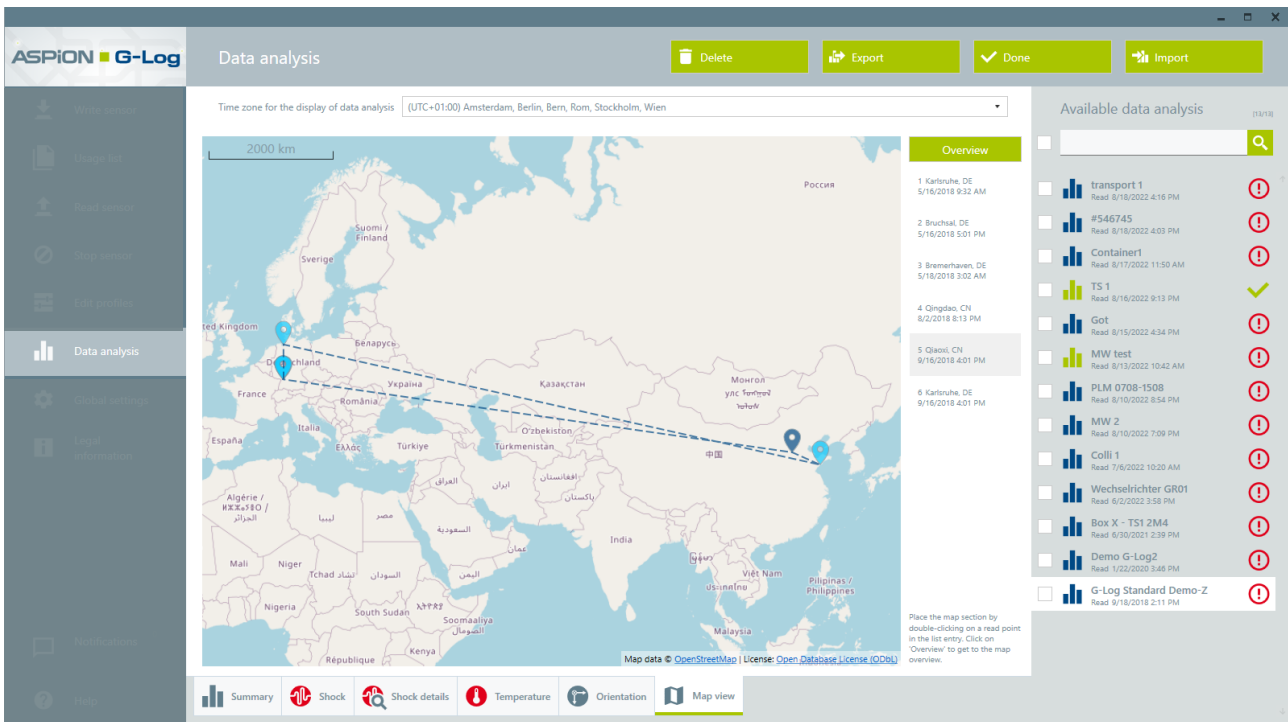 ASPION G-Log
Data analysis
Delete
Export
Done
Import
Write sensor
Usage list
Read sensor
Stop sensor
Edit profiles
Data analysis
Global settings
Legal
information
Notifications
Help
Time zone for the display of data analysis
(UTC+01:00) Amsterdam, Berlin, Bern, Rom, Stockholm, Wien
2000 km
Россия
Suomi /
Finland
Sverige
ted Kingdom
Беларусь
Deutschland
Україна
France
România
Қазақстан
Монгол
улс
Italia
O'zbekiston
España
Ελλάς
Türkiye
Türkmenistan
中国
افغانستان
العراق
ایران
پاکستان
Algérie /
الجزائر
ليبيا
مصر
السعودية
عمان
India
Mali
Niger
Tchad تشاد
السودان
اليمن
Việt Nam
Pilipinas /
Philippines
Nigeria
South Sudan
Soomaaliya
الصومال
Malaysia
Kenya
République
Map data © OpenStreetMap | License: Open Database License (ODbL)
Overview
1 Karlsruhe, DE
5/16/2018 9:32 AM
2 Bruchsal, DE
5/16/2018 5:01 PM
3 Bremerhaven, DE
5/18/2018 3:02 AM
4 Qingdao, CN
8/2/2018 8:13 PM
5 Qiaoxi, CN
9/16/2018 4:01 PM
6 Karlsruhe, DE
9/16/2018 4:01 PM
Place the map section by
double-clicking on a read point
in the list entry. Click on
'Overview' to get to the map
overview.
Available data analysis
[13/13]
transport 1
Read 8/18/2022 4:16 PM
#546745
Read 8/18/2022 4:03 PM
Container1
Read 8/17/2022 11:50 AM
TS 1
Read 8/16/2022 9:13 PM
Got
Read 8/15/2022 4:34 PM
MW test
Read 8/13/2022 10:42 AM
PLM 0708-1508
Read 8/10/2022 8:54 PM
MW 2
Read 8/10/2022 7:09 PM
Colli 1
Read 7/6/2022 10:20 AM
Wechselrichter GR01
Read 6/2/2022 3:58 PM
Box X - TS1 2M4
Read 6/30/2021 2:39 PM
Demo G-Log2
Read 1/22/2020 3:46 PM
G-Log Standard Demo-Z
Read 9/18/2018 2:11 PM
Summary
Shock
Shock details
Temperature
Orientation
Map view